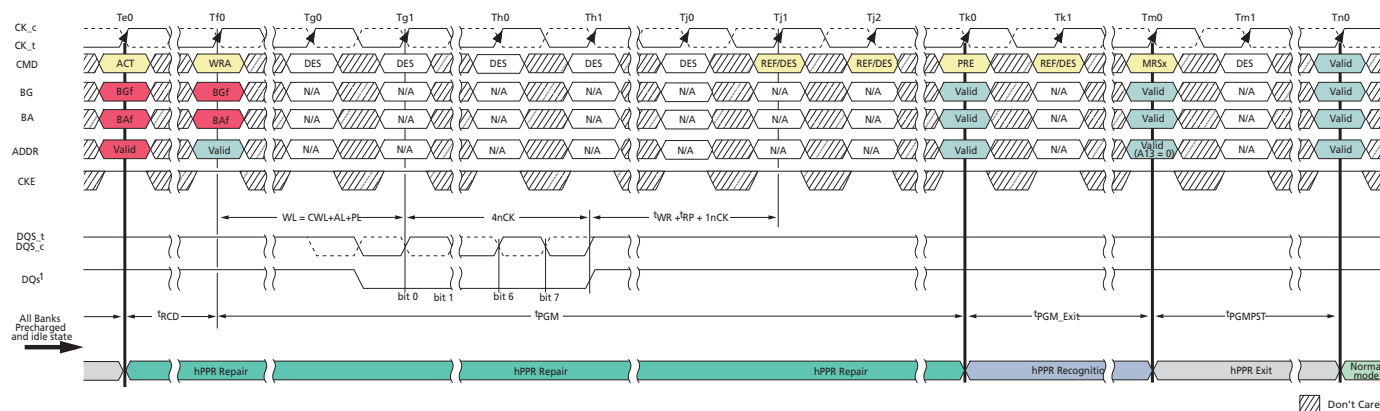 Te0 Tf0 Tg0 Tg1 Th0 Th1 Tj0 Tj1 Tj2 Tk0 Tk1 Tm0 Tm1 Tn0
CK_c
CK_t
CMD ACT WRA DES DES DES DES DES REF/DES REF/DES PRE REF/DES MRSx DES Valid
BG BGf BGf N/A N/A N/A N/A N/A N/A N/A Valid N/A Valid N/A Valid
BA BAf BAf N/A N/A N/A N/A N/A N/A N/A Valid N/A Valid N/A Valid
ADDR Valid Valid N/A N/A N/A N/A N/A N/A N/A Valid N/A Valid (A13 = 0) N/A Valid
CKE
WL = CWL+AL+PL 4nCK tWR +tRP + 1nCK
DQS_t
DQS_c
DQs1
bit 0 bit 1 bit 6 bit 7
All Banks
Precharged
and idle state
tRCD tPGM tPGM_Exit tPGMPST
hPPR Repair hPPR Repair hPPR Repair hPPR Recognitio hPPR Exit Norma
mode
Don't Care